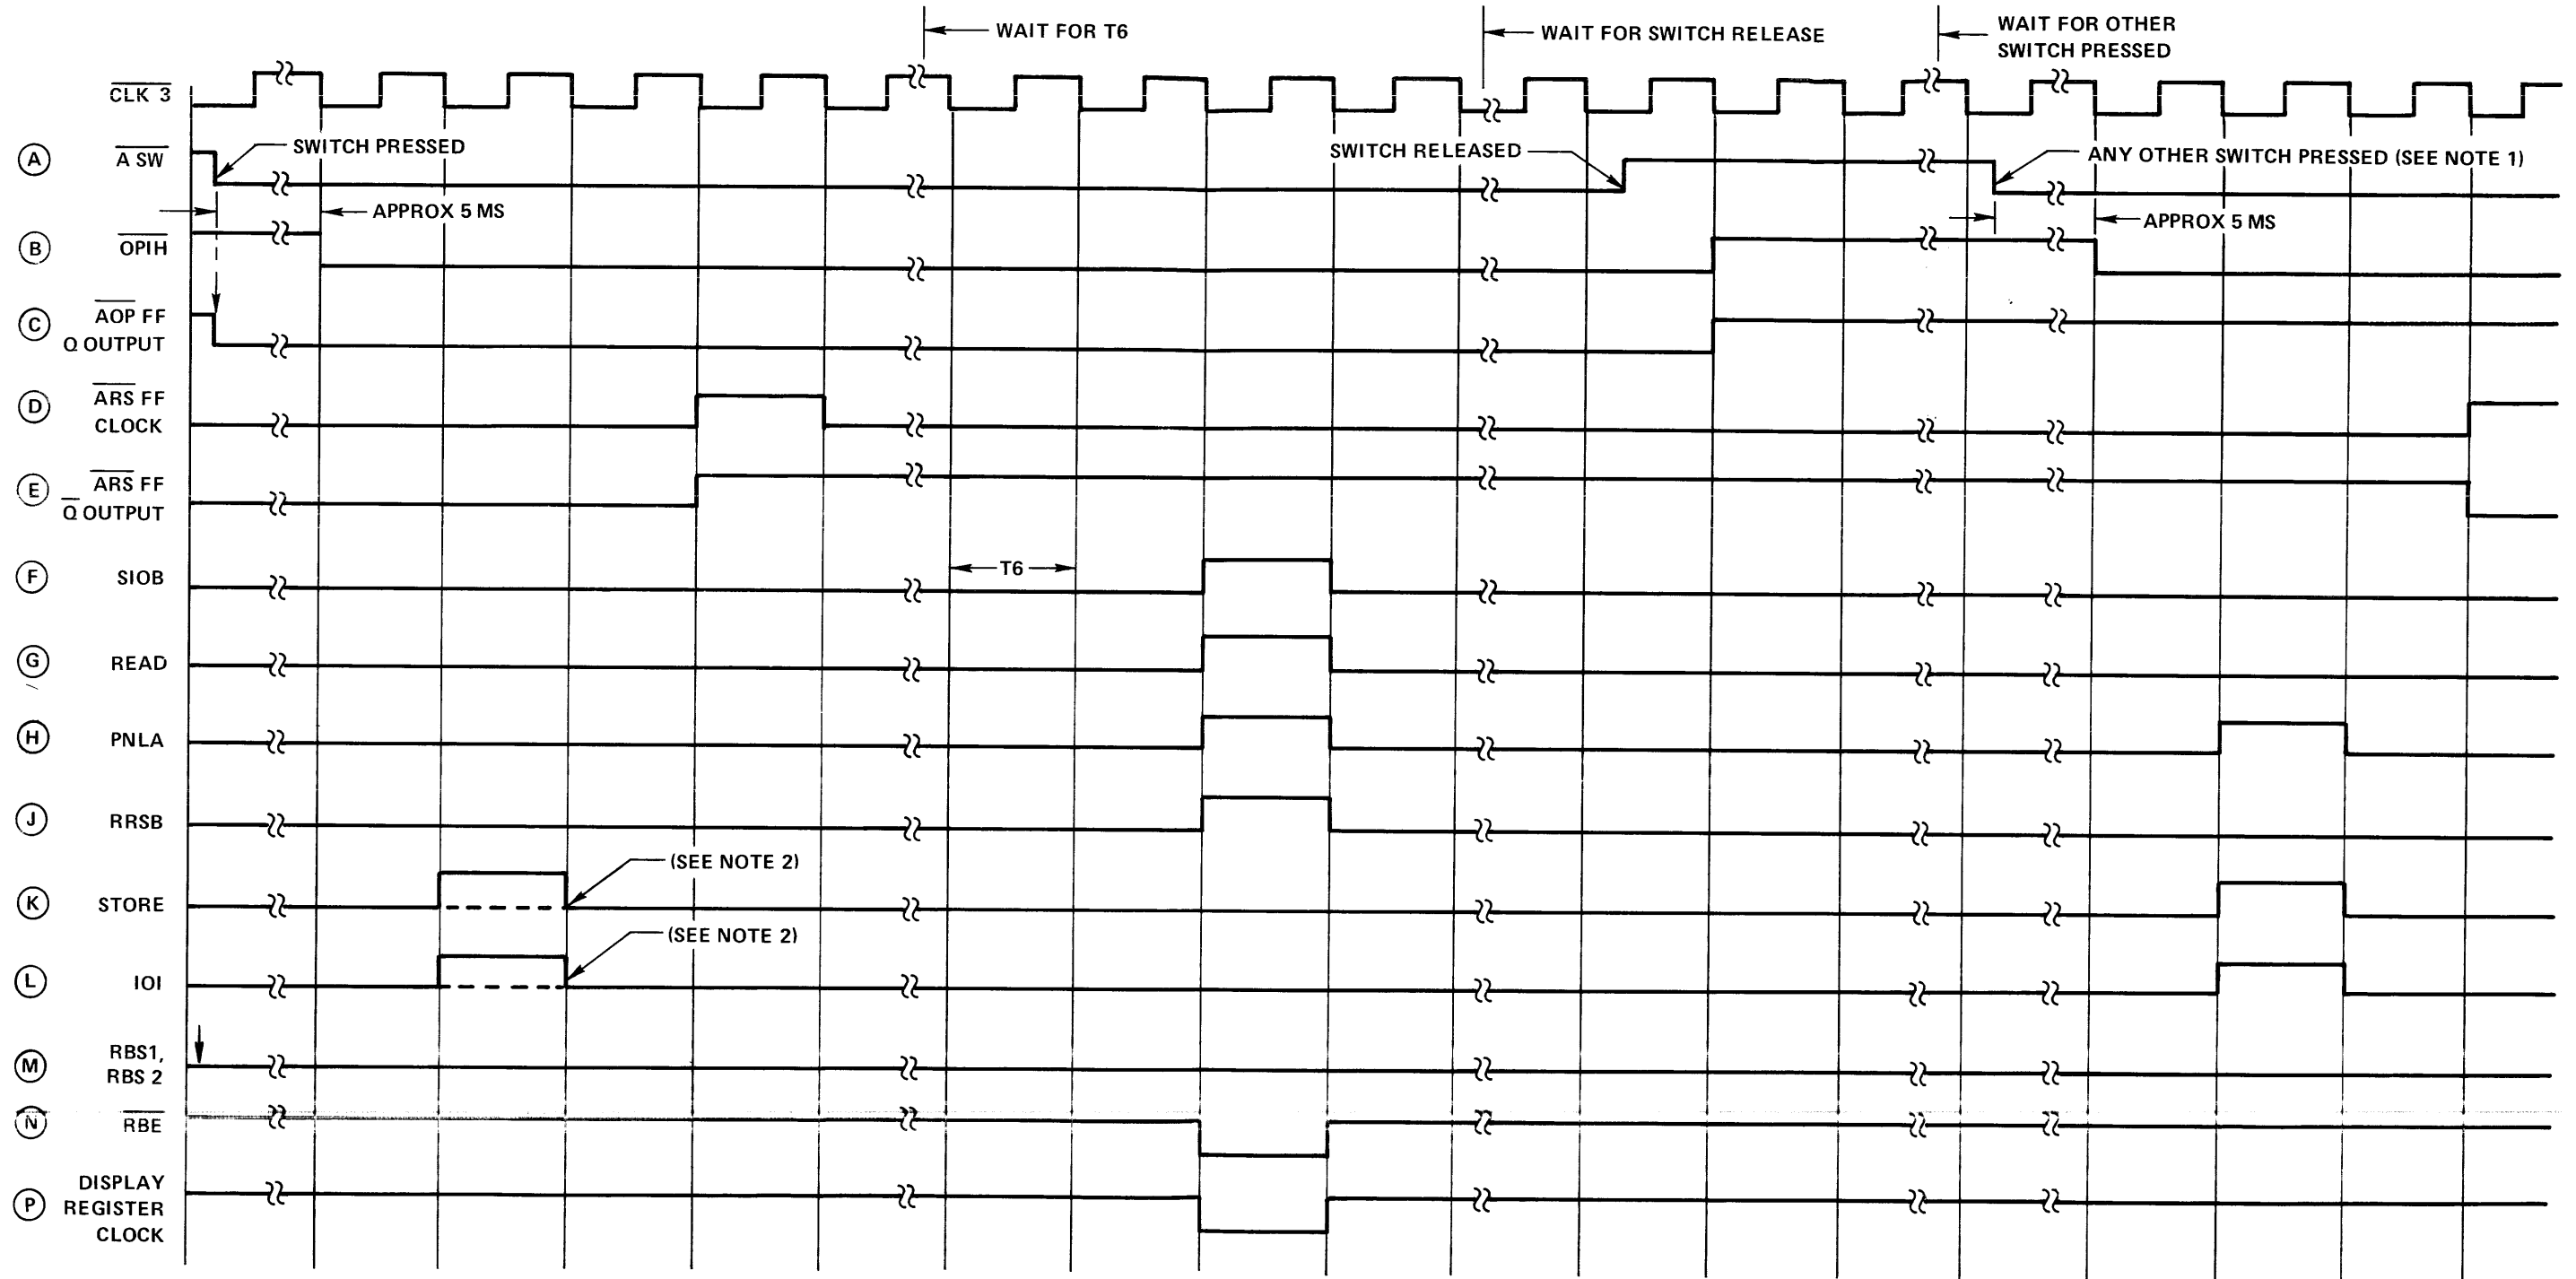 WAIT FOR T6
WAIT FOR SWITCH RELEASE
WAIT FOR OTHER
SWITCH PRESSED
CLK 3
A
A SW
SWITCH PRESSED
SWITCH RELEASED
ANY OTHER SWITCH PRESSED (SEE NOTE 1)
APPROX 5 MS
APPROX 5 MS
B
OPIH
C
AOP FF
Q OUTPUT
D
ARS FF
CLOCK
E
ARS FF
Q OUTPUT
F
SIOB
T6
G
READ
H
PNLA
J
RRSB
(SEE NOTE 2)
K
STORE
(SEE NOTE 2)
L
IOI
M
RBS1,
RBS 2
N
RBE
P
DISPLAY
REGISTER
CLOCK